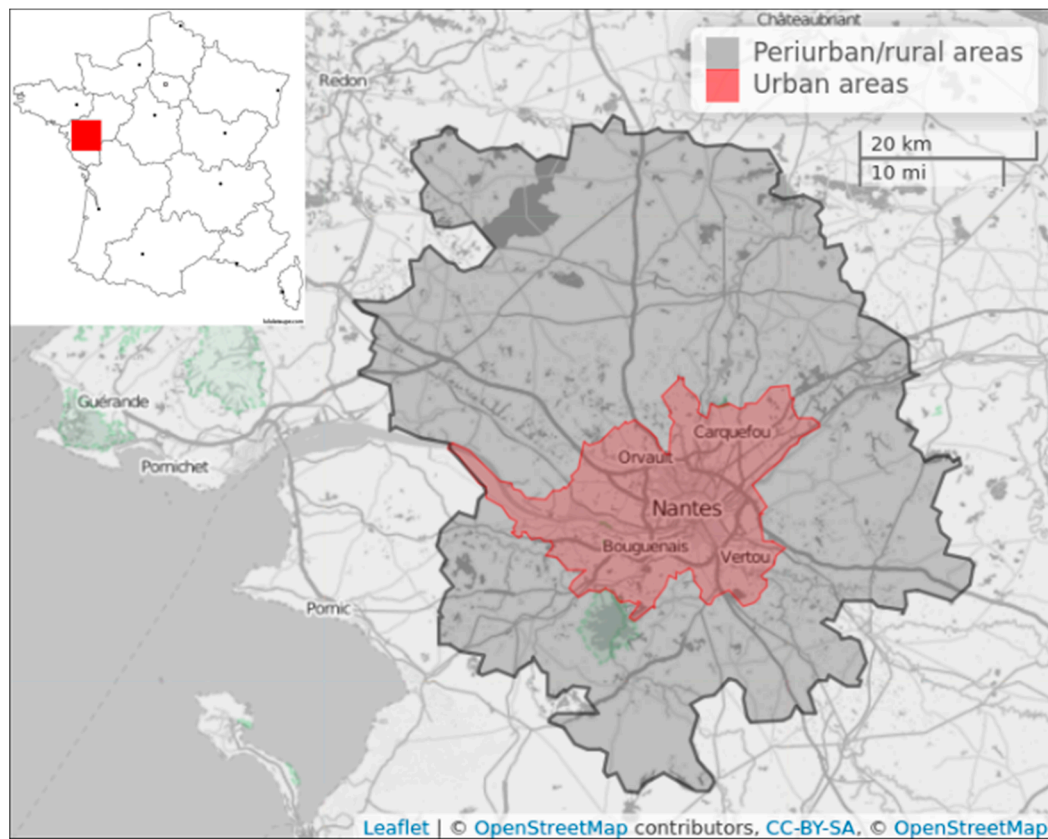 Châteaubriant
Redon
Periurban/rural areas
Urban areas
20 km
10 mi
Guérande
Pornichet
Carquefou
Orvault
Nantes
Bouguenais
Vertou
Pornic
Leaflet | © OpenStreetMap contributors, CC-BY-SA, © OpenStreetMap